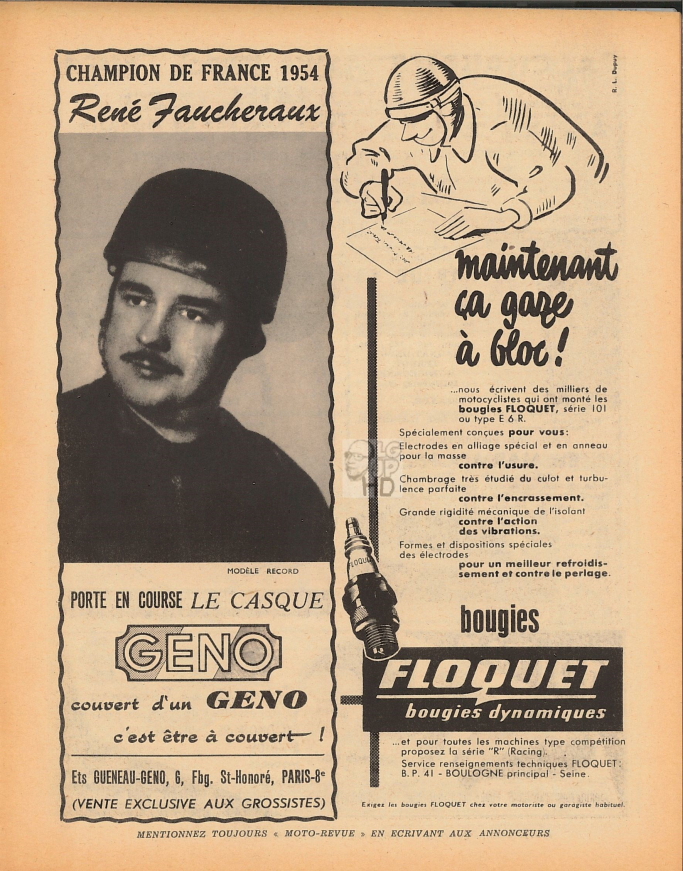 CHAMPION DE FRANCE 1954
René Faucheraux
MODÈLE RECORD
PORTE EN COURSE LE CASQUE
GENO
couvert d'un GENO
c'est être à couvert !
Ets GUENEAU-GENO, 6, Fbg. St-Honoré, PARIS-8e
(VENTE EXCLUSIVE AUX GROSSISTES)
R. L. Dupuy
maintenant
ça gaze
à bloc !
...nous écrivent des milliers de
motocyclistes qui ont monté les
bougies FLOQUET, série 101
ou type E 6 R.
Spécialement conçues pour vous :
Electrodes en alliage spécial et en anneau
pour la masse
contre l'usure.
Chambrage très étudié du culot et turbu-
lence parfaite
contre l'encrassement.
Grande rigidité mécanique de l'isolant
contre l'action
des vibrations.
Formes et dispositions spéciales
des électrodes
pour un meilleur refroidis-
sement et contre le perlage.
LG
UP
HD
FLOQUET
bougies
FLOQUET
bougies dynamiques
...et pour toutes les machines type compétition
proposez la série "R" (Racing).
Service renseignements techniques FLOQUET :
B. P. 41 - BOULOGNE principal - Seine.
Exigez les bougies FLOQUET chez votre motoriste ou garagiste habituel.
MENTIONNEZ TOUJOURS « MOTO-REVUE » EN ECRIVANT AUX ANNONCEURS